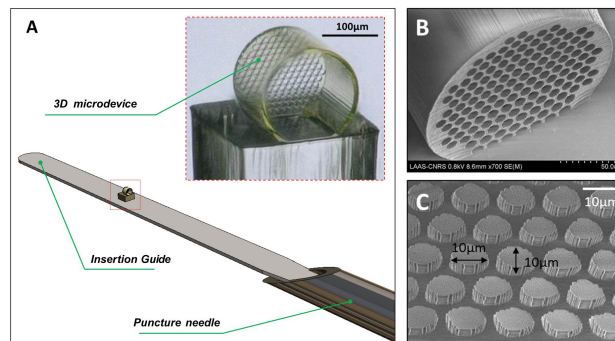 A
100µm
3D microdevice
Insertion Guide
Puncture needle
B
LAAS-CNRS 0.8kV 8.6mm x700 SE(M)
C
10µm
10µm
10µm